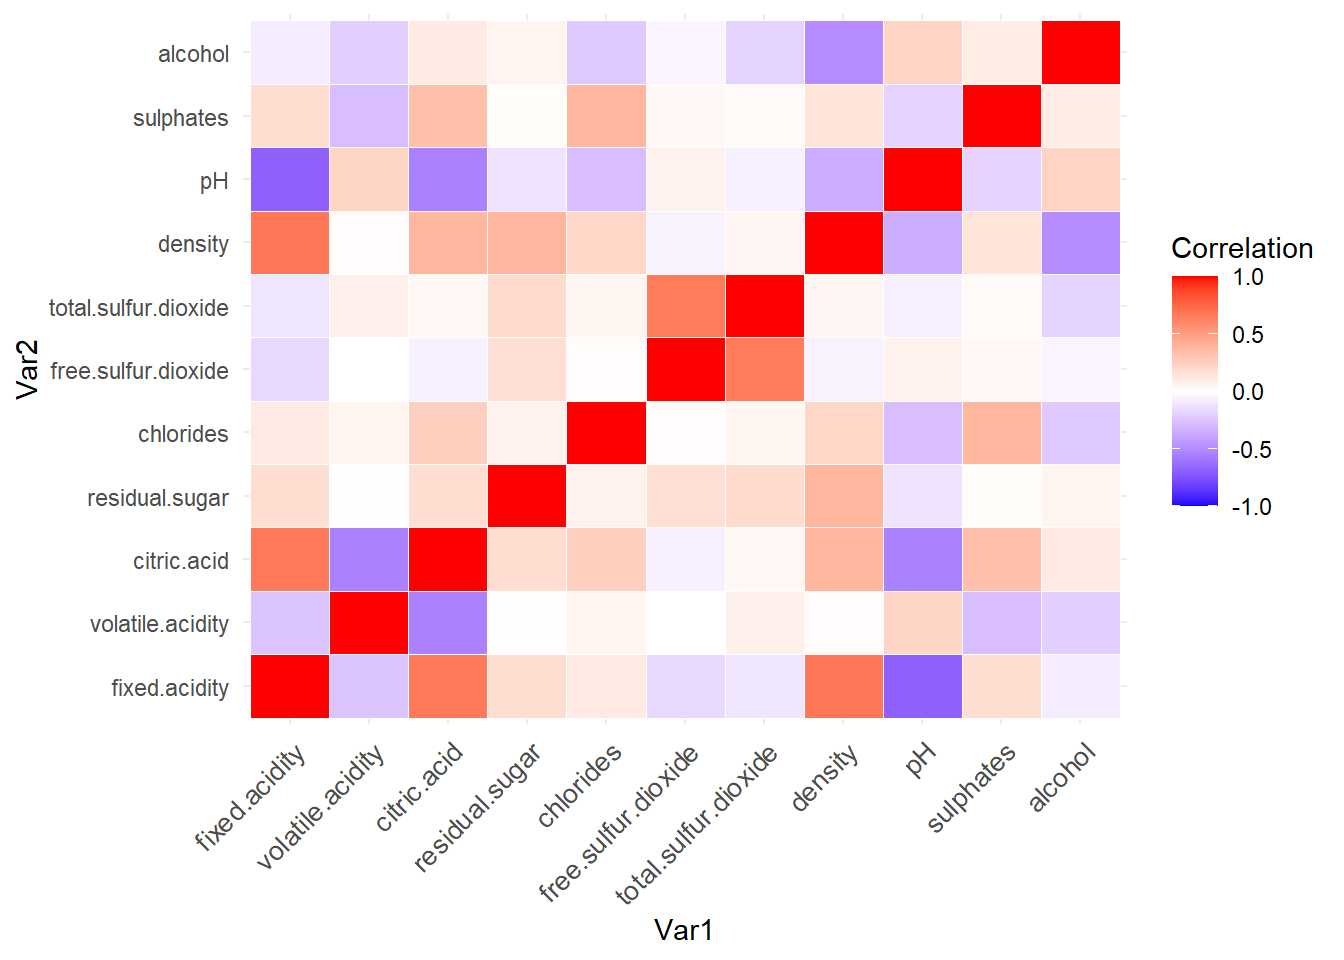 alcohol
sulphates
pH
density
total.sulfur.dioxide
free.sulfur.dioxide
chlorides
residual.sugar
citric.acid
volatile.acidity
fixed.acidity
Var2
fixed.acidity
volatile.acidity
citric.acid
residual.sugar
chlorides
free.sulfur.dioxide
total.sulfur.dioxide
density
pH
sulphates
alcohol
Var1
Correlation
1.0
0.5
0.0
-0.5
-1.0